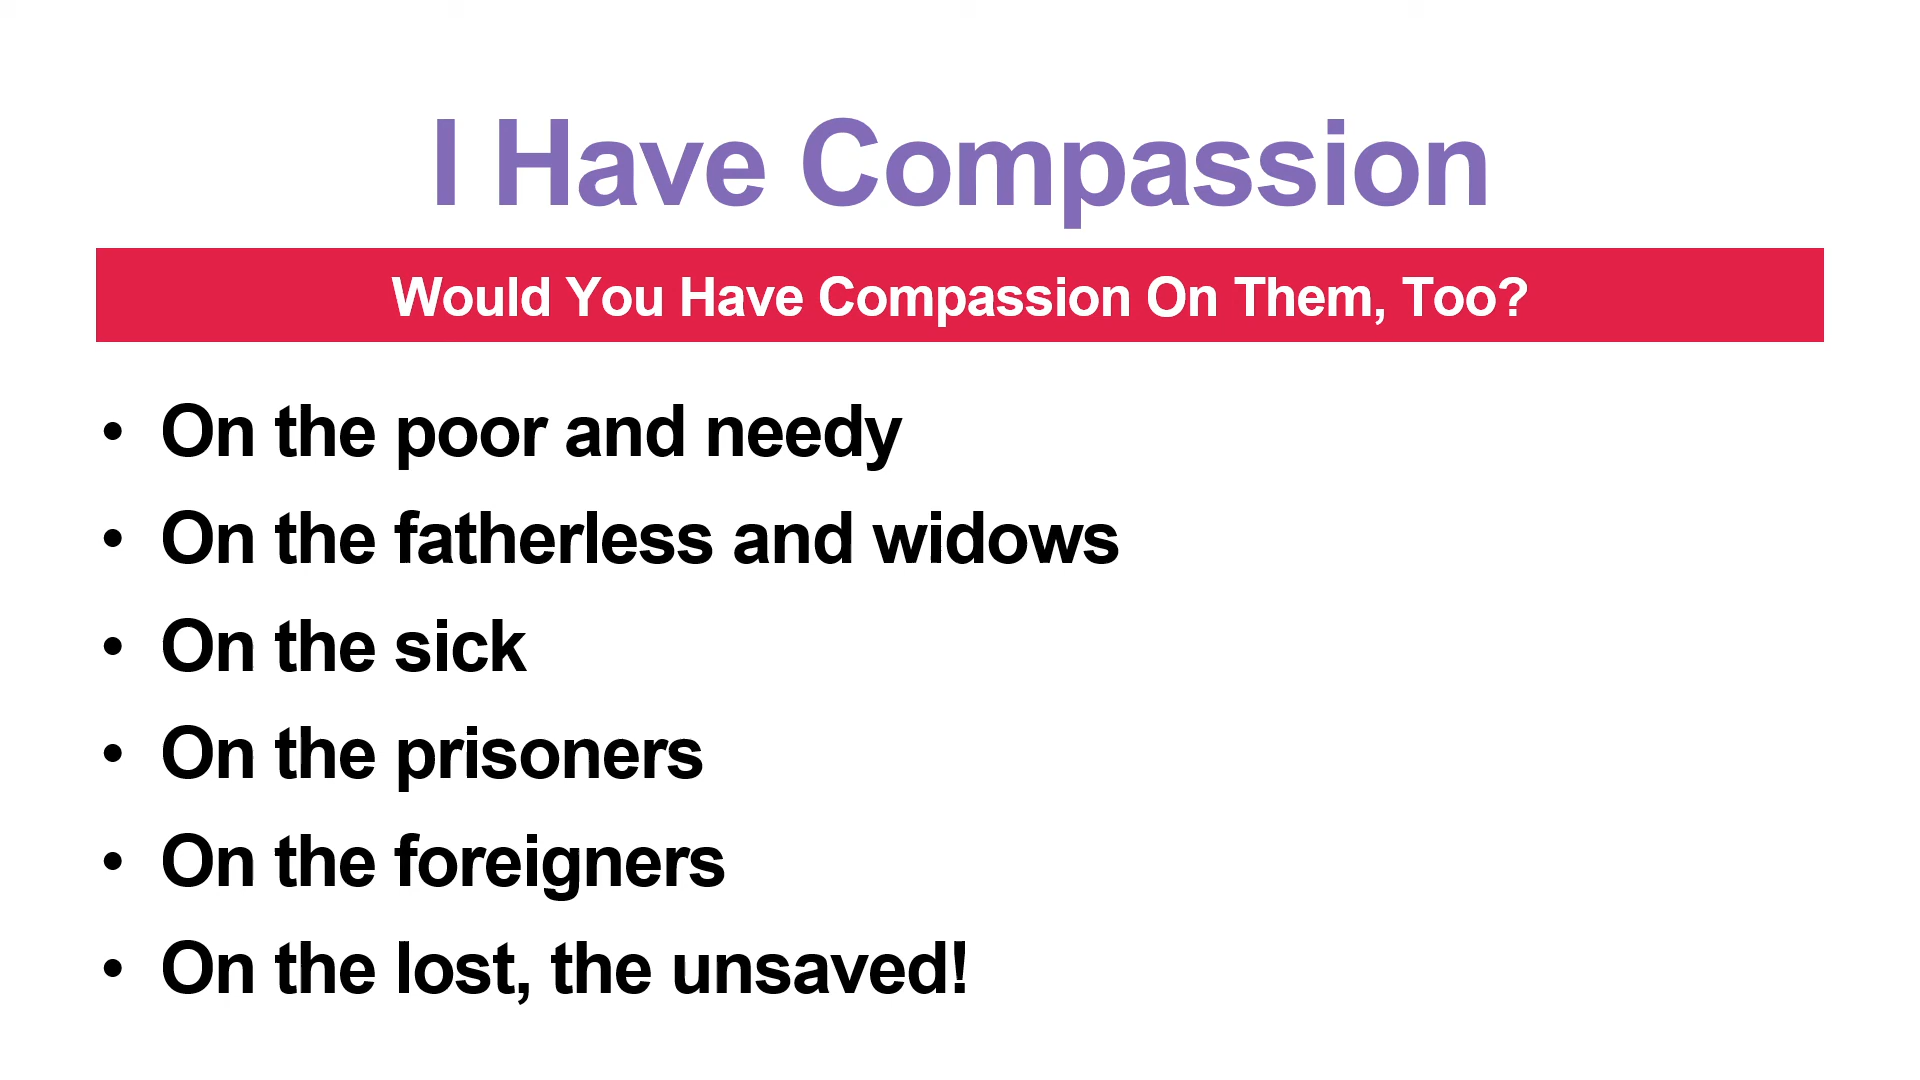 I Have Compassion
Would You Have Compassion On Them, Too?
• On the poor and needy
• On the fatherless and widows
• On the sick
• On the prisoners
• On the foreigners
• On the lost, the unsaved!